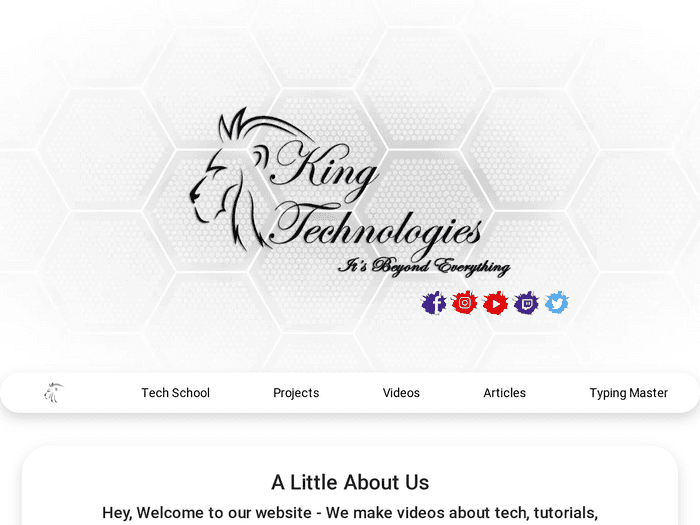 King
Technologies
It's Beyond Everything
Tech School
Projects
Videos
Articles
Typing Master
A Little About Us
Hey, Welcome to our website - We make videos about tech, tutorials,